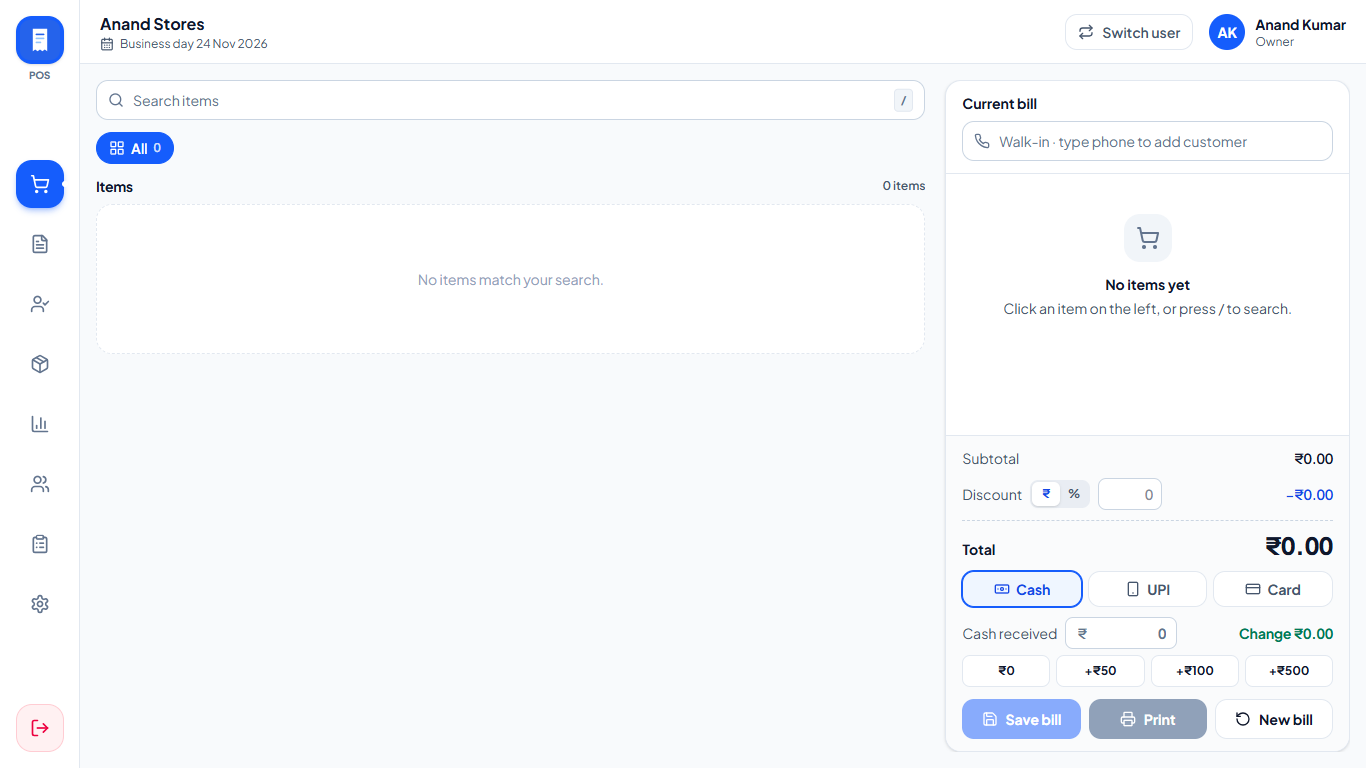 POS
Anand Stores
Business day 24 Nov 2026
Switch user
AK
Anand Kumar
Owner
Search items
/
All 0
Items
0 items
No items match your search.
Current bill
Walk-in · type phone to add customer
No items yet
Click an item on the left, or press / to search.
Subtotal
₹0.00
Discount
₹
%
0
−₹0.00
Total
₹0.00
Cash
UPI
Card
Cash received
₹
0
Change ₹0.00
₹0
+₹50
+₹100
+₹500
Save bill
Print
New bill